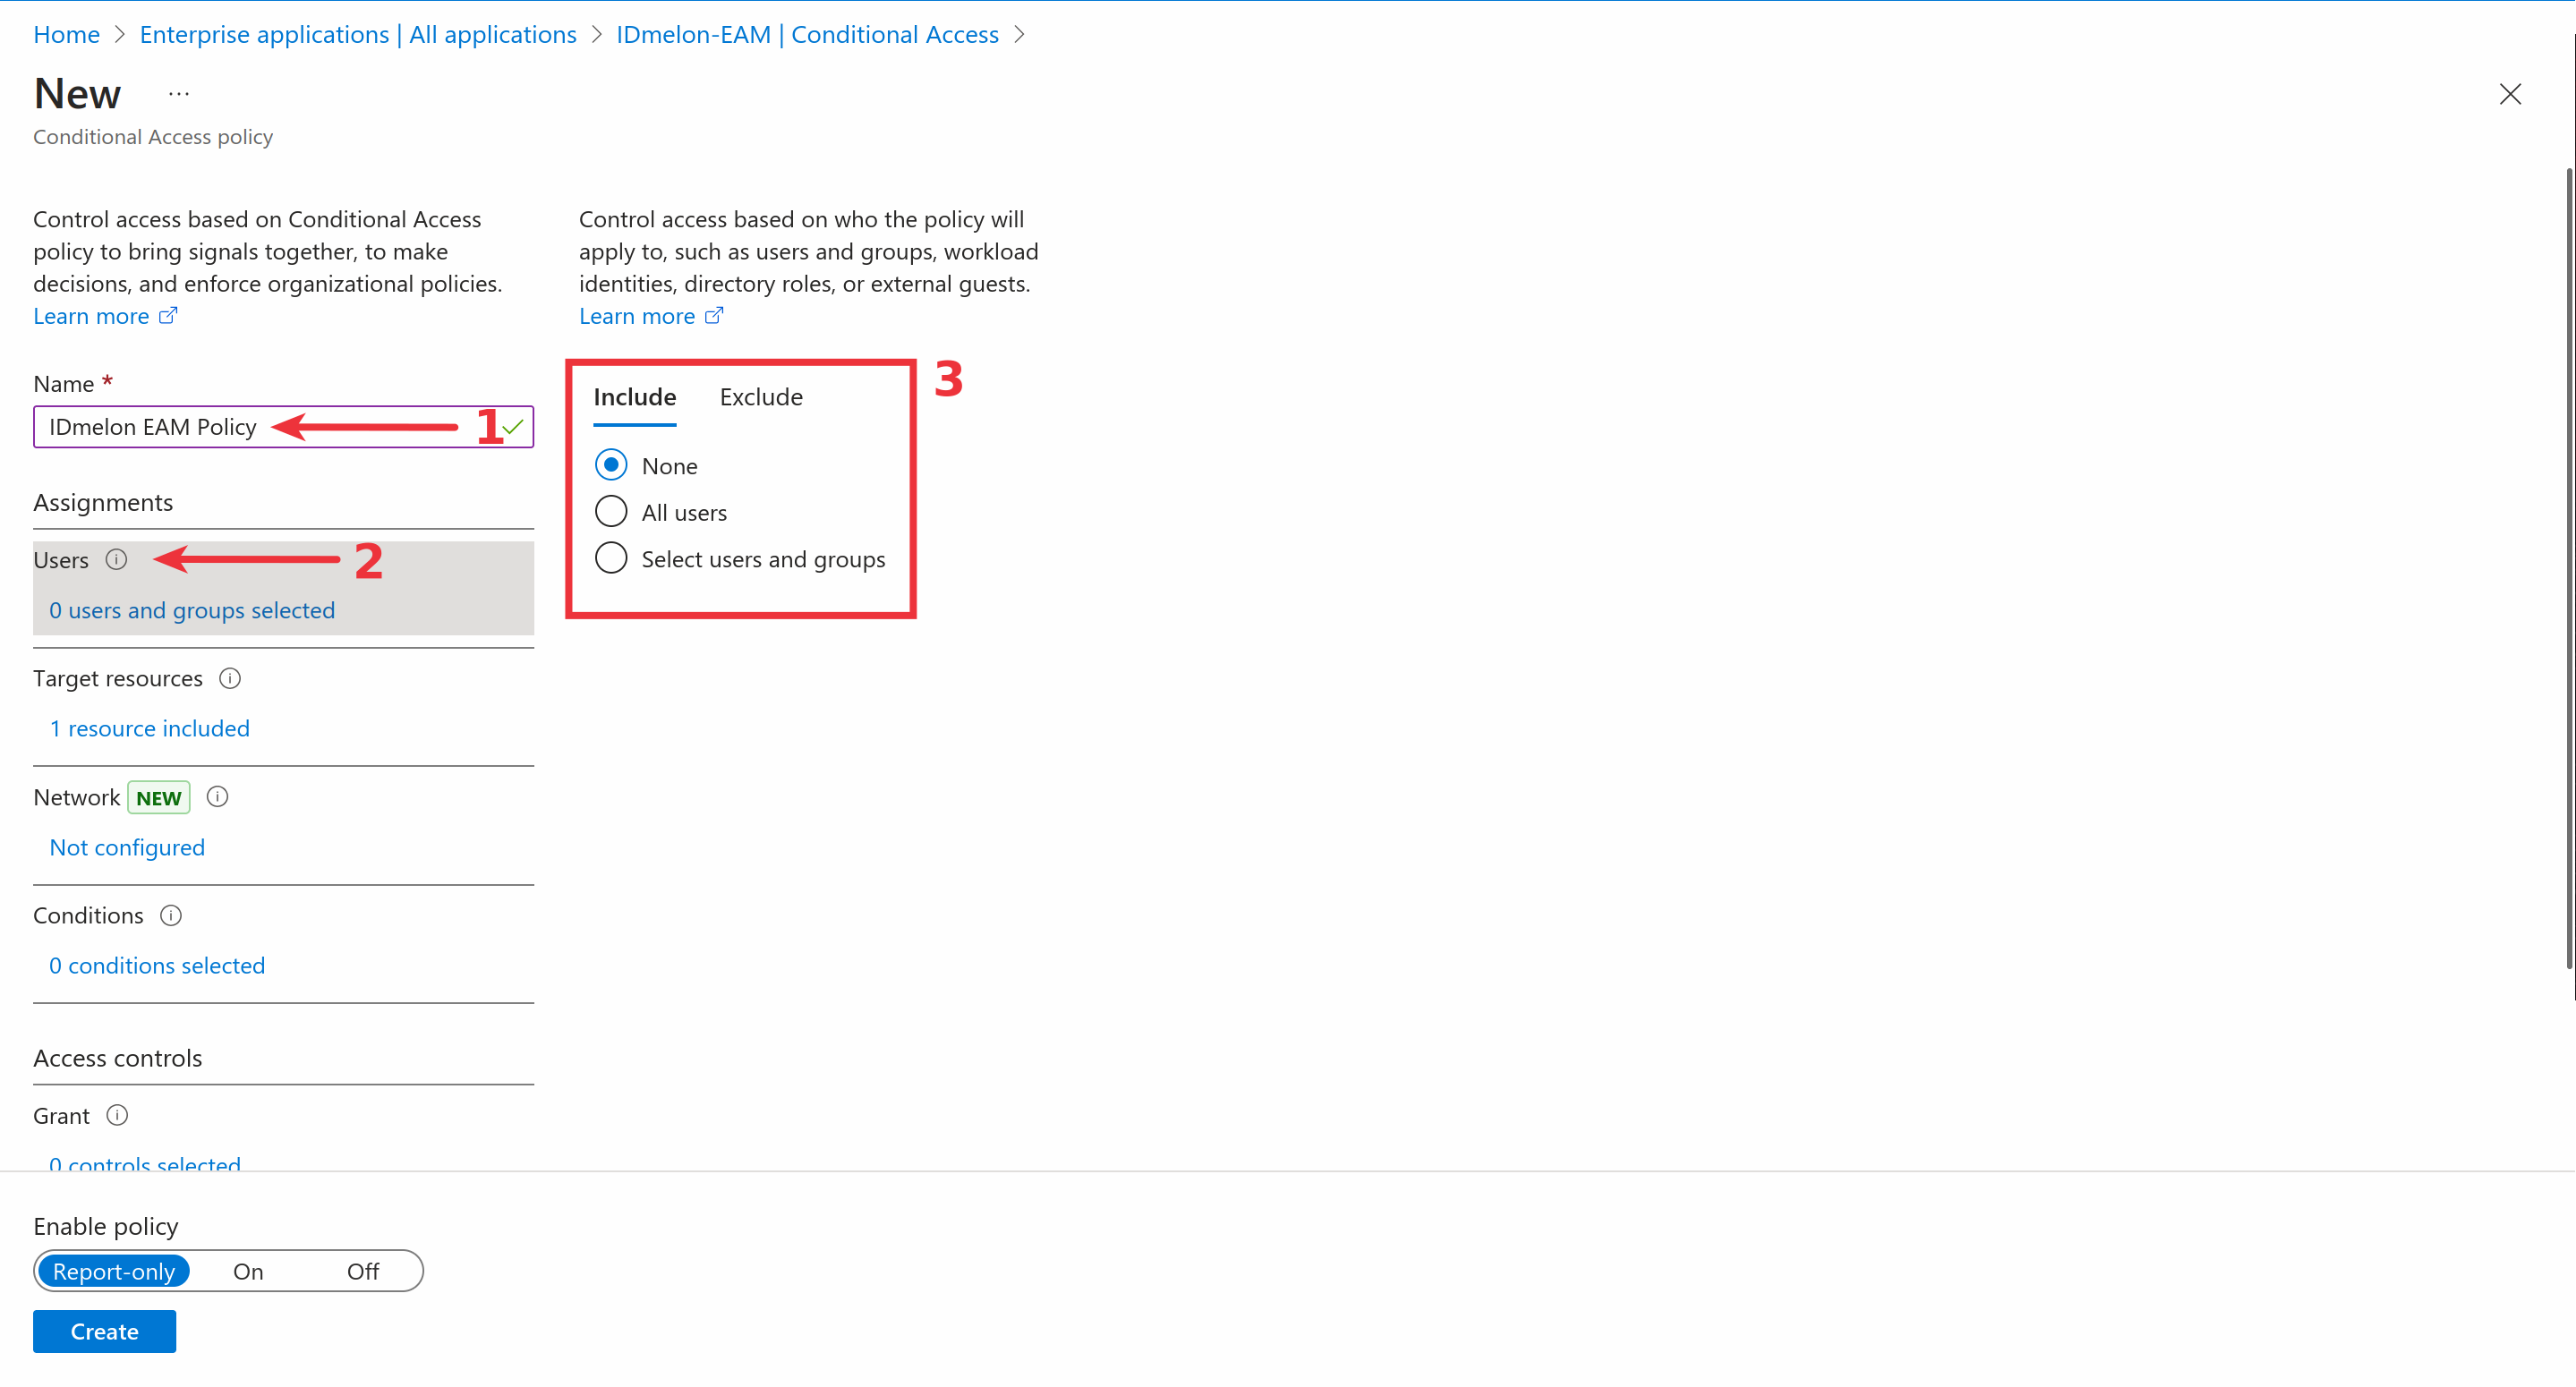 Home > Enterprise applications | All applications > IDmelon-EAM | Conditional Access >
New ...
Conditional Access policy
Control access based on Conditional Access
policy to bring signals together, to make
decisions, and enforce organizational policies.
Learn more
Name *
IDmelon EAM Policy 1
Assignments
Users 2
0 users and groups selected
Target resources
1 resource included
Network NEW
Not configured
Conditions
0 conditions selected
Access controls
Grant
0 controls selected
Control access based on who the policy will
apply to, such as users and groups, workload
identities, directory roles, or external guests.
Learn more
3
Include Exclude
None
All users
Select users and groups
Enable policy
Report-only On Off
Create